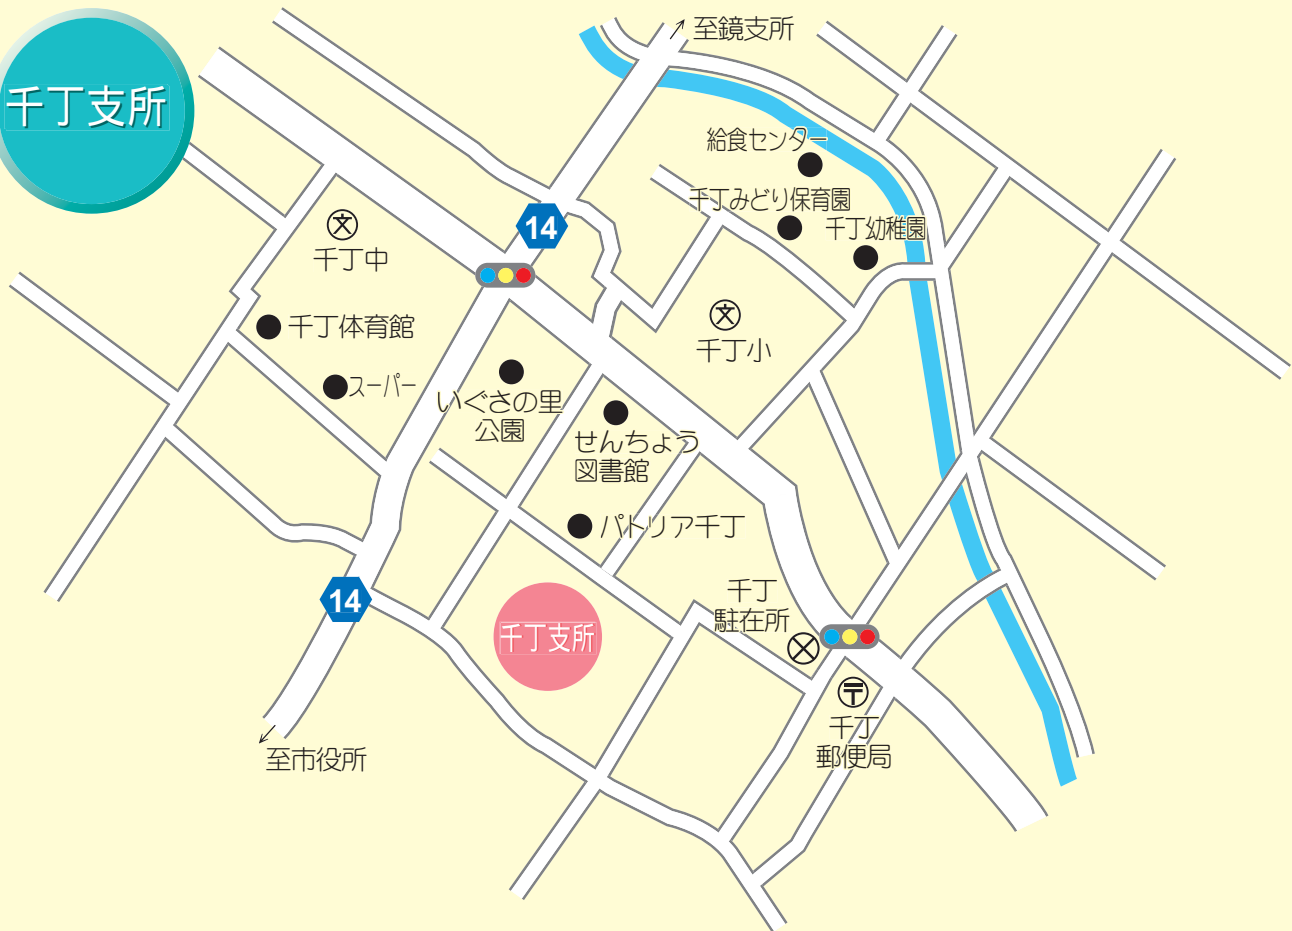 千丁支所
至鏡支所
給食センター
千丁みどり保育園
千丁幼稚園
14
文
千丁中
文
千丁小
千丁体育館
スーパー
いぐさの里
公園
せんちょう
図書館
パトリア千丁
14
千丁支所
千丁
駐在所
千丁
郵便局
至市役所